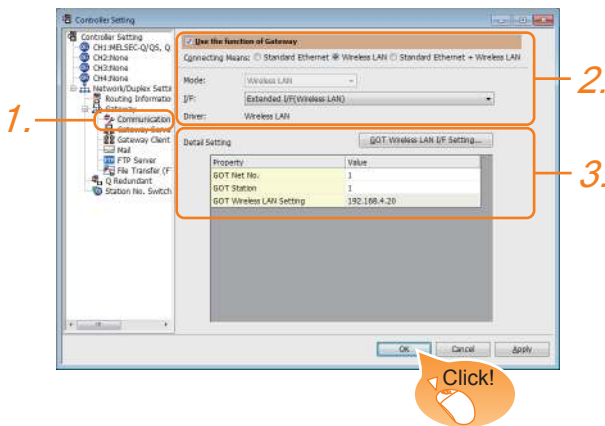 Controller Setting
Controller Setting
CH1:MELSEC-Q/QS, Q
CH2:None
CH3:None
CH4:None
Network/Duplex Setti
Routing Informatio
Gateway
Communication
Gateway Serve
Gateway Client
Mail
FTP Server
File Transfer (F
Q Redundant
Station No. Switch
1.
Use the function of Gateway
Connecting Means: Standard Ethernet Wireless LAN Standard Ethernet + Wireless LAN
Mode: Wireless LAN
I/F: Extended I/F(Wireless LAN)
Driver: Wireless LAN
2.
Detail Setting
GOT Wireless LAN I/F Setting...
Property Value
GOT Net No. 1
GOT Station 1
GOT Wireless LAN Setting 192.168.4.20
3.
OK Cancel Apply
Click!